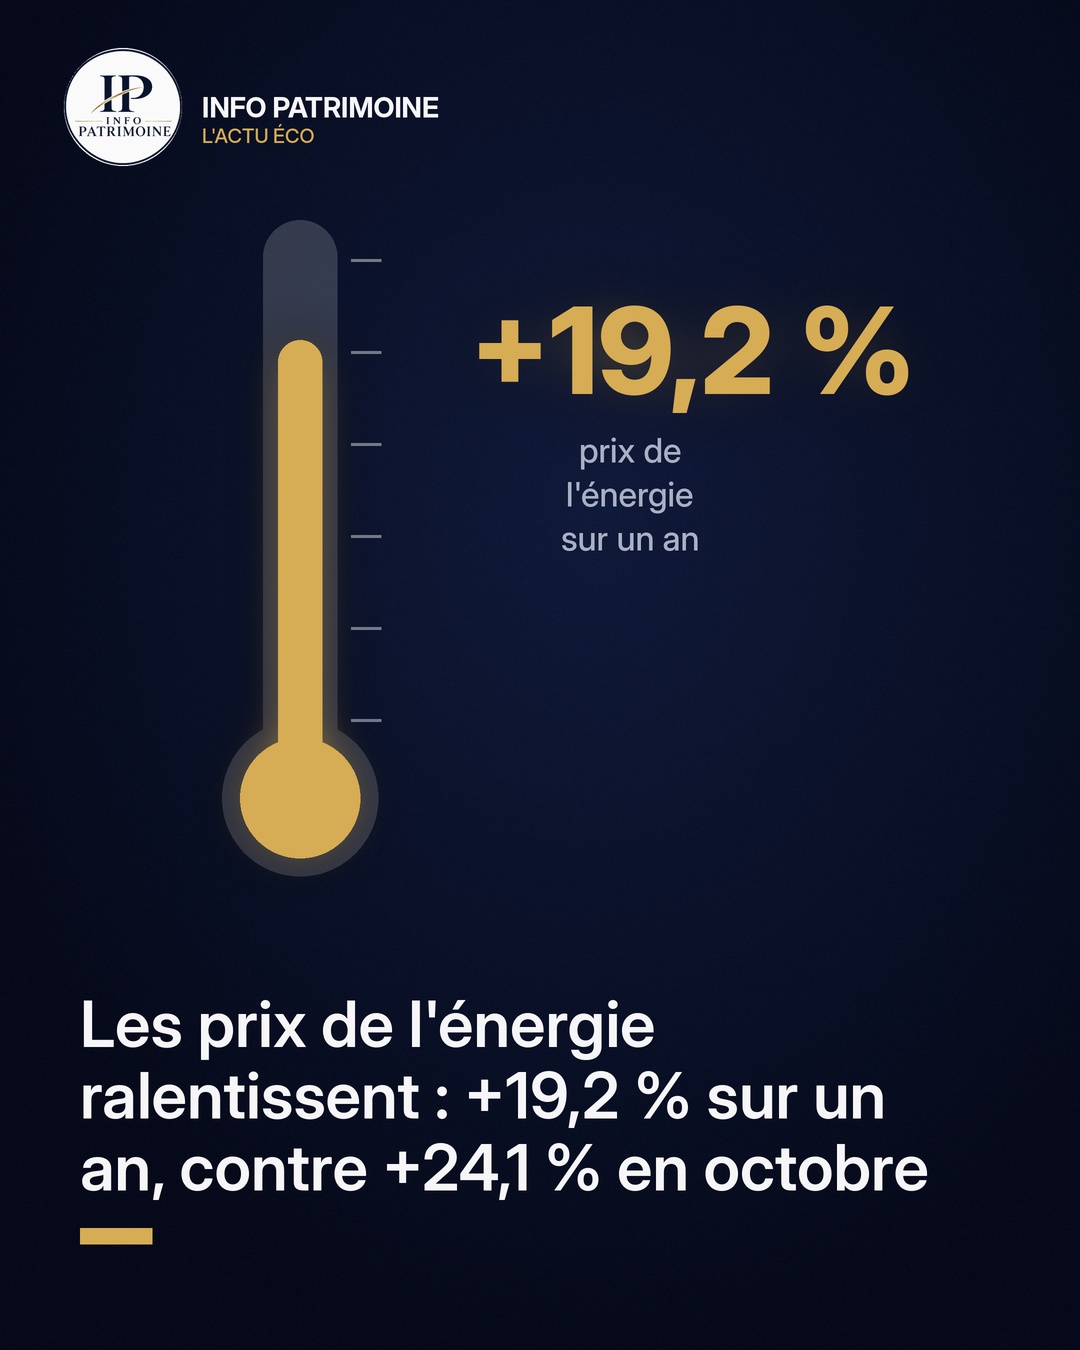 IP
INFO
PATRIMOINE
INFO PATRIMOINE
L'ACTU ÉCO
+19,2 %
prix de
l'énergie
sur un an
Les prix de l'énergie
ralentissent : +19,2 % sur un
an, contre +24,1 % en octobre